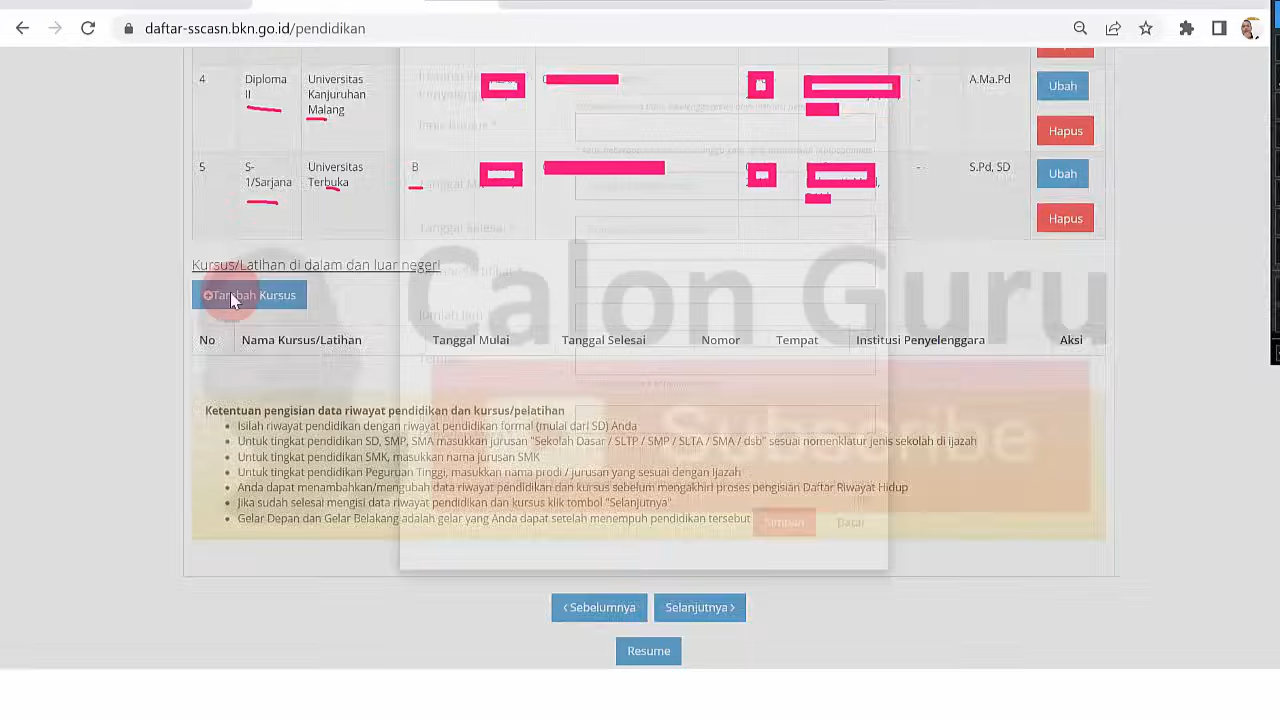 daftar-sscasn.bkn.go.id/pendidikan
4 Diploma II Universitas Kanjuruhan Malang - A.Ma.Pd Ubah
Hapus
5 S-1/Sarjana Universitas Terbuka B - S.Pd, SD Ubah
Hapus
Kursus/Latihan di dalam dan luar negeri
Tambah Kursus
Calon Guru
No Nama Kursus/Latihan Tanggal Mulai Tanggal Selesai Nomor Tempat Institusi Penyelenggara Aksi
Subscribe
Ketentuan pengisian data riwayat pendidikan dan kursus/pelatihan
Isilah riwayat pendidikan dengan riwayat pendidikan formal (mulai dari SD) Anda
Untuk tingkat pendidikan SD, SMP, SMA masukkan jurusan "Sekolah Dasar / SLTP / SMP / SLTA / SMA / dsb" sesuai nomenklatur jenis sekolah di ijazah
Untuk tingkat pendidikan SMK, masukkan nama jurusan SMK
Untuk tingkat pendidikan Peguruan Tinggi, masukkan nama prodi / jurusan yang sesuai dengan Ijazah
Anda dapat menambahkan/mengubah data riwayat pendidikan dan kursus sebelum mengakhiri proses pengisian Daftar Riwayat Hidup
Jika sudah selesai mengisi data riwayat pendidikan dan kursus klik tombol "Selanjutnya"
Gelar Depan dan Gelar Belakang adalah gelar yang Anda dapat setelah menempuh pendidikan tersebut
Simpan Batal
Sebelumnya Selanjutnya
Resume